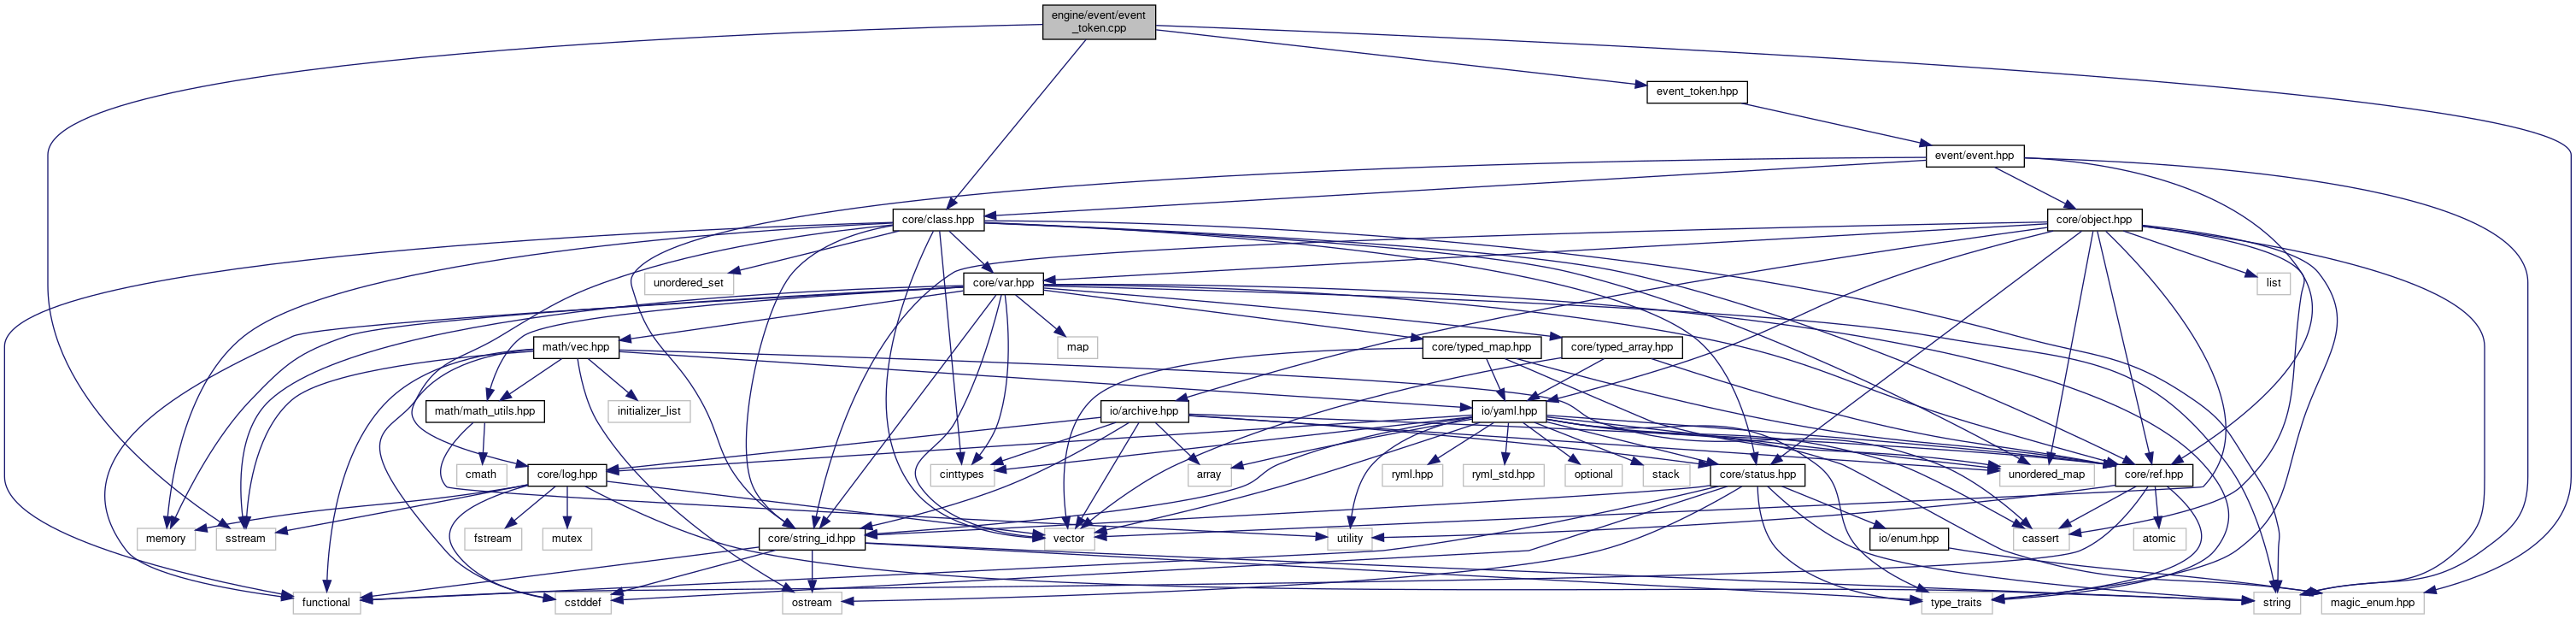 engine/event/event
_token.cpp
event_token.hpp
event/event.hpp
core/class.hpp
core/object.hpp
unordered_set
core/var.hpp
list
math/vec.hpp
map
core/typed_map.hpp
core/typed_array.hpp
math/math_utils.hpp
initializer_list
io/archive.hpp
io/yaml.hpp
cmath
core/log.hpp
cinttypes
array
ryml.hpp
ryml_std.hpp
optional
stack
core/status.hpp
unordered_map
core/ref.hpp
memory
sstream
fstream
mutex
core/string_id.hpp
vector
utility
io/enum.hpp
cassert
atomic
functional
cstddef
ostream
type_traits
string
magic_enum.hpp